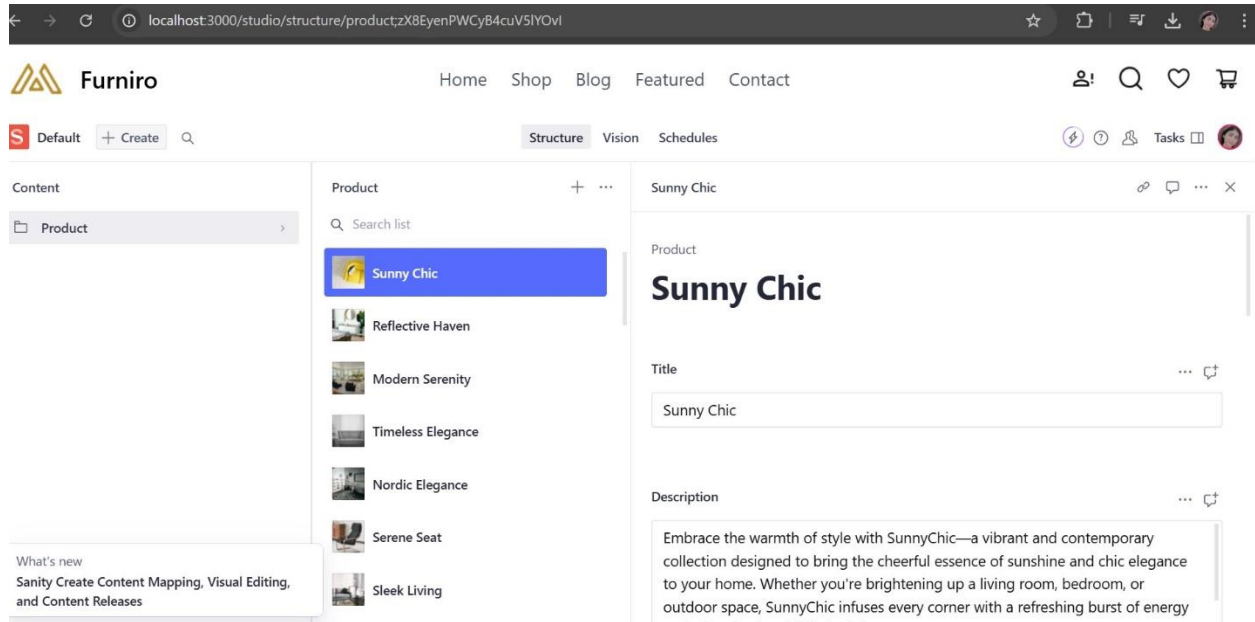 localhost:3000/studio/structure/product;zX8EyenPWCyB4cuV5lYOvI
Furniro
Home Shop Blog Featured Contact
S Default + Create
Structure Vision Schedules
Tasks
Content
Product
Product
Search list
Sunny Chic
Reflective Haven
Modern Serenity
Timeless Elegance
Nordic Elegance
Serene Seat
Sleek Living
What's new
Sanity Create Content Mapping, Visual Editing,
and Content Releases
Sunny Chic
Product
Sunny Chic
Title
Sunny Chic
Description
Embrace the warmth of style with SunnyChic—a vibrant and contemporary
collection designed to bring the cheerful essence of sunshine and chic elegance
to your home. Whether you're brightening up a living room, bedroom, or
outdoor space, SunnyChic infuses every corner with a refreshing burst of energy